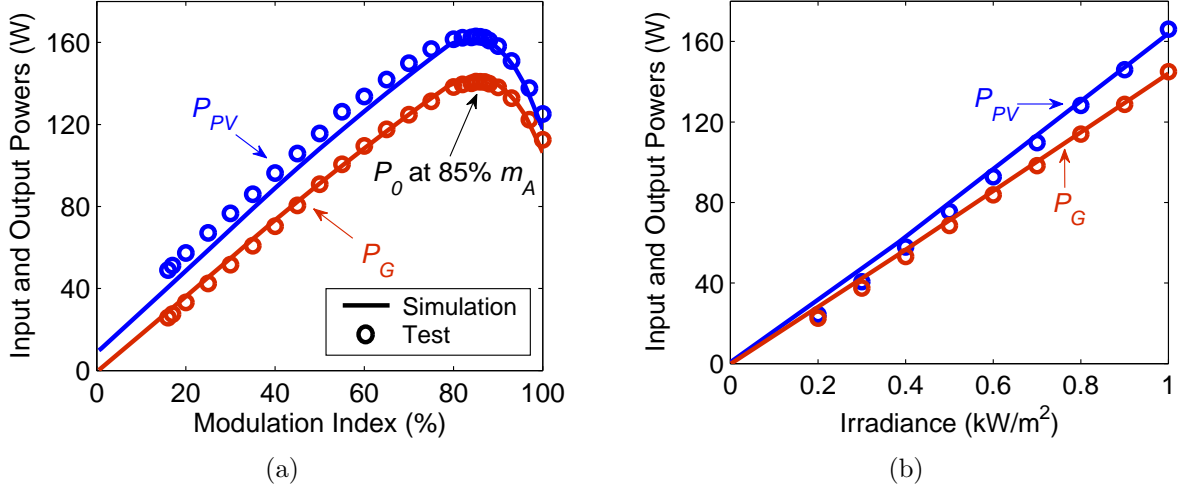 Input and Output Powers (W)
160
120
80
40
0
P_PV
P_0 at 85% m_A
P_G
Simulation
Test
0 20 40 60 80 100
Modulation Index (%)
(a)
Input and Output Powers (W)
160
120
80
40
0
P_PV
P_G
0 0.2 0.4 0.6 0.8 1
Irradiance (kW/m²)
(b)